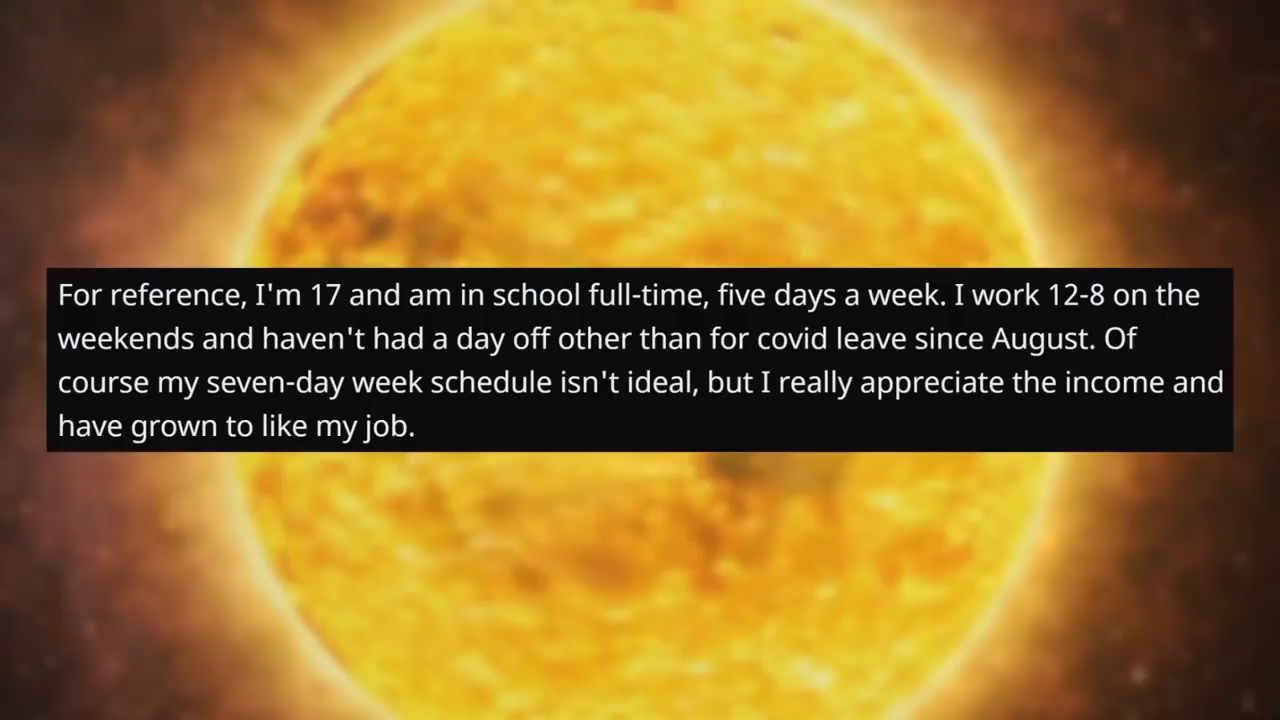 For reference, I'm 17 and am in school full-time, five days a week. I work 12-8 on the
weekends and haven't had a day off other than for covid leave since August. Of
course my seven-day week schedule isn't ideal, but I really appreciate the income and
have grown to like my job.